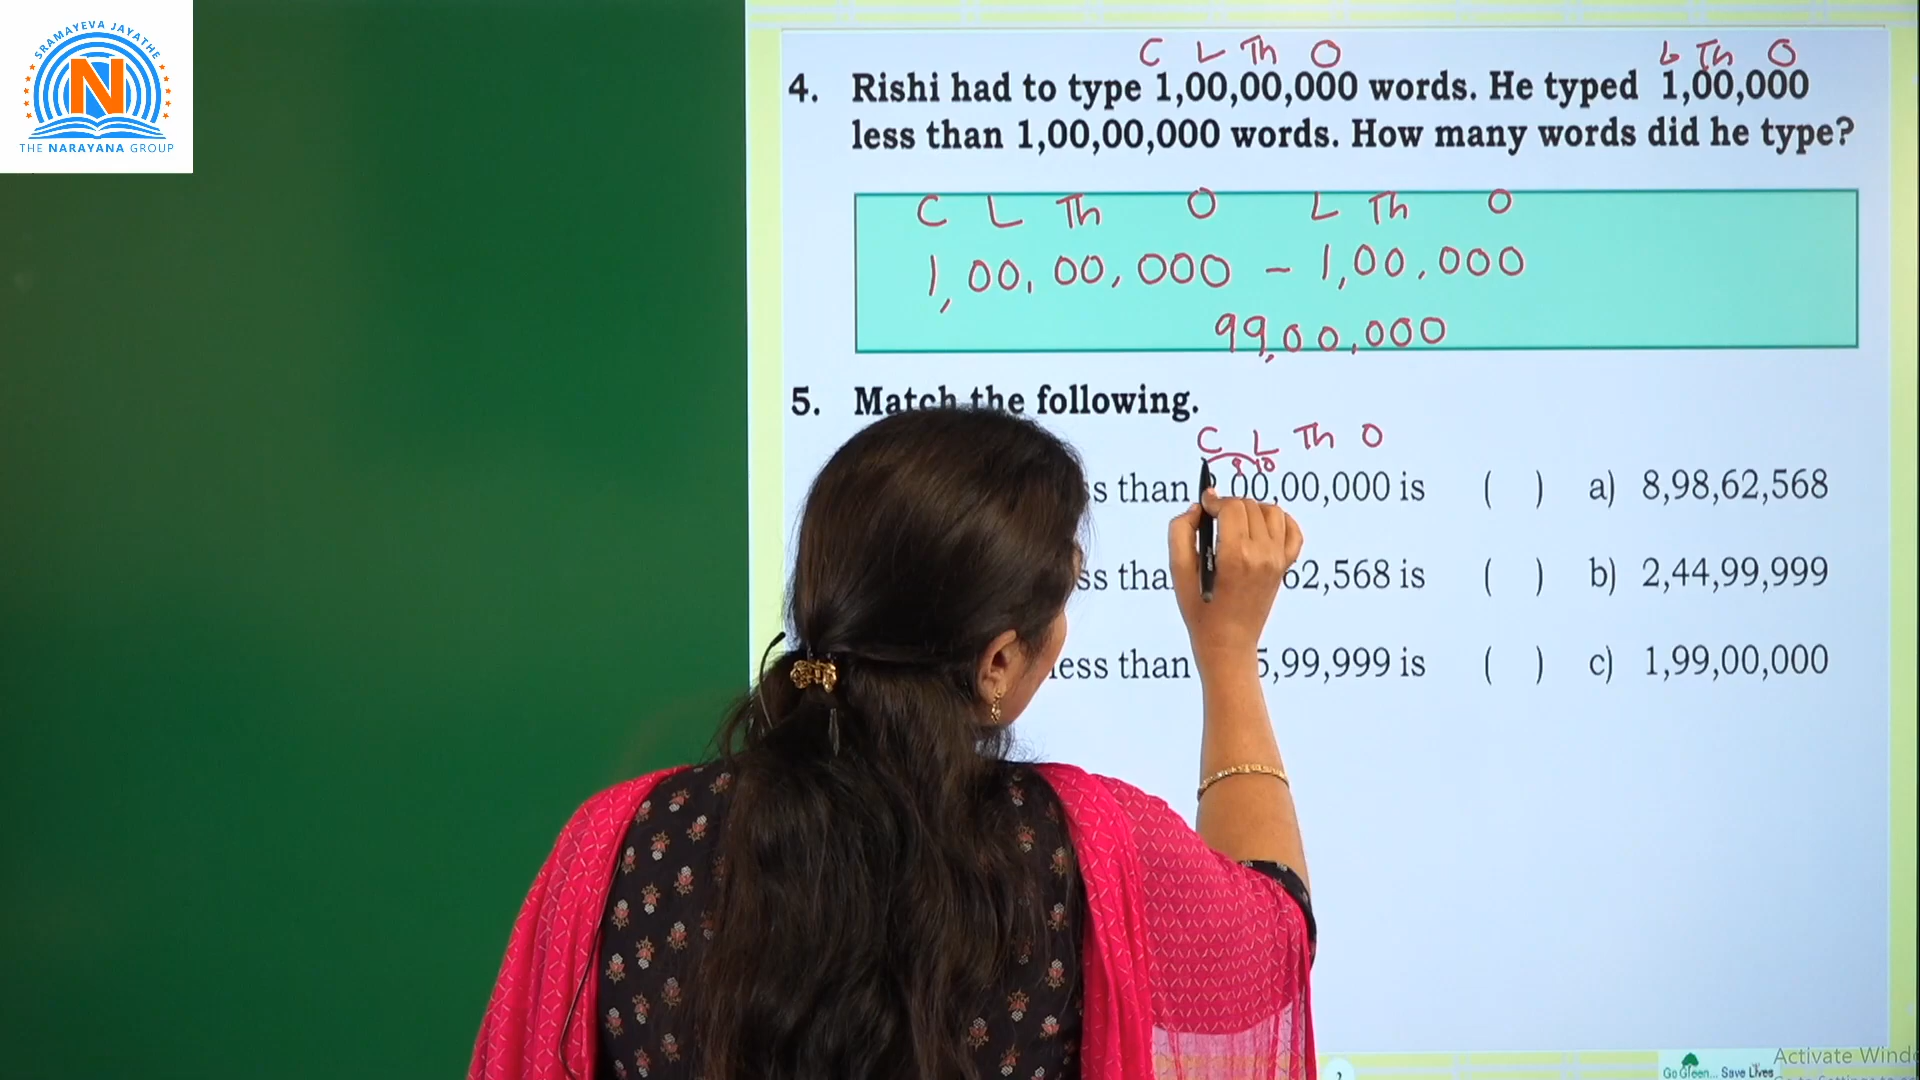 SRAMAYEVA JAYATHE
N
THE NARAYANA GROUP
C L Th O L Th O
4. Rishi had to type 1,00,00,000 words. He typed 1,00,000
less than 1,00,00,000 words. How many words did he type?
C L Th O L Th O
1,00,00,000 - 1,00,000
99,00,000
5. Match the following.
C L Th O
9 10
than ,00,00,000 is ( ) a) 8,98,62,568
62,568 is ( ) b) 2,44,99,999
less than 5,99,999 is ( ) c) 1,99,00,000
Go Green... Save Lives
Activate Wind